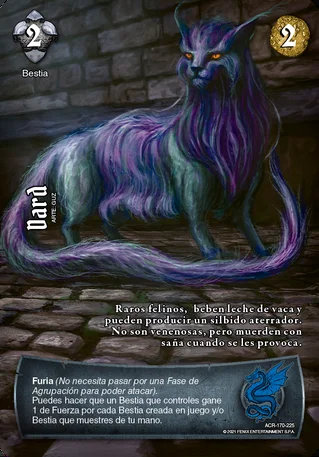 2
2
Bestia
Dard
ARTE: GUZ
Raros felinos, beben leche de vaca y
pueden producir un silbido aterrador.
No son venenosas, pero muerden con
saña cuando se les provoca.
Furia (No necesita pasar por una Fase de
Agrupación para poder atacar).
Puedes hacer que un Bestia que controles gane
1 de Fuerza por cada Bestia creada en juego y/o
Bestia que muestres de tu mano.
ACR-170-225
©2021 FENIX ENTERTAINMENT S.P.A.